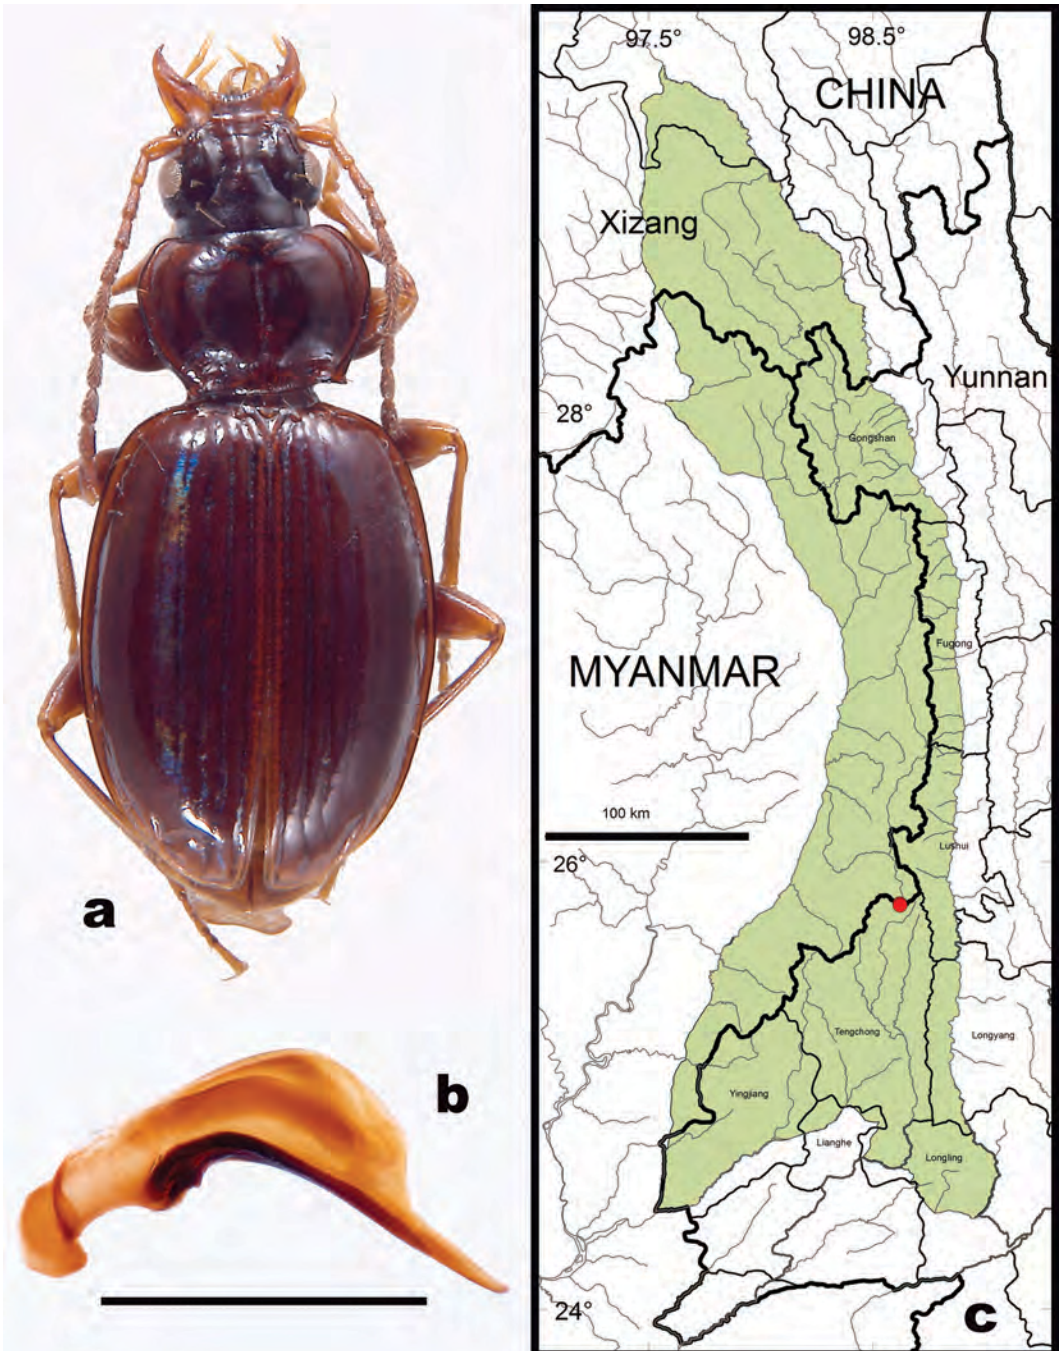 97.5°
98.5°
CHINA
Xizang
Yunnan
28°
Gongshan
Fugong
MYANMAR
100 km
Lushui
26°
a
Tengchong
Longyang
b
Yingjiang
Lianghe
Longling
24°
c